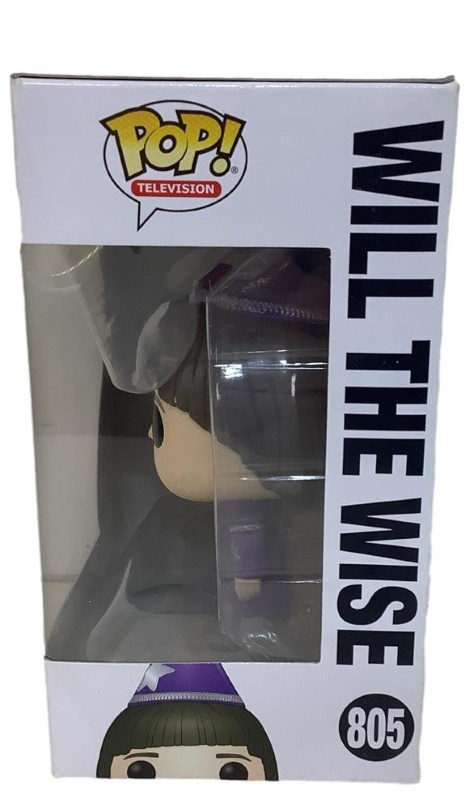 POP!®
TELEVISION
WILL THE WISE
805